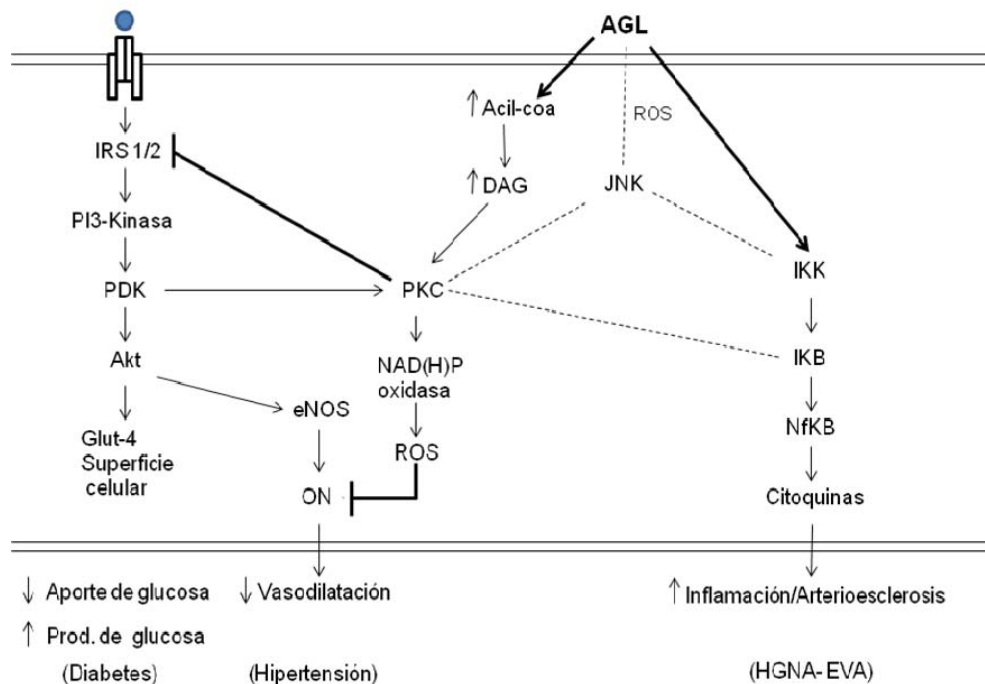 AGL
↑ Acil-coa
ROS
IRS 1/2
↑ DAG
JNK
PI3-Kinasa
IKK
PDK
PKC
Akt
NAD(H)P
oxidasa
IKB
eNOS
NfKB
Glut-4
Superficie
celular
ROS
ON
Citoquinas
↓ Aporte de glucosa
↓ Vasodilatación
↑ Inflamación/Arterioesclerosis
↑ Prod. de glucosa
(Diabetes)
(Hipertensión)
(HGNA-EVA)